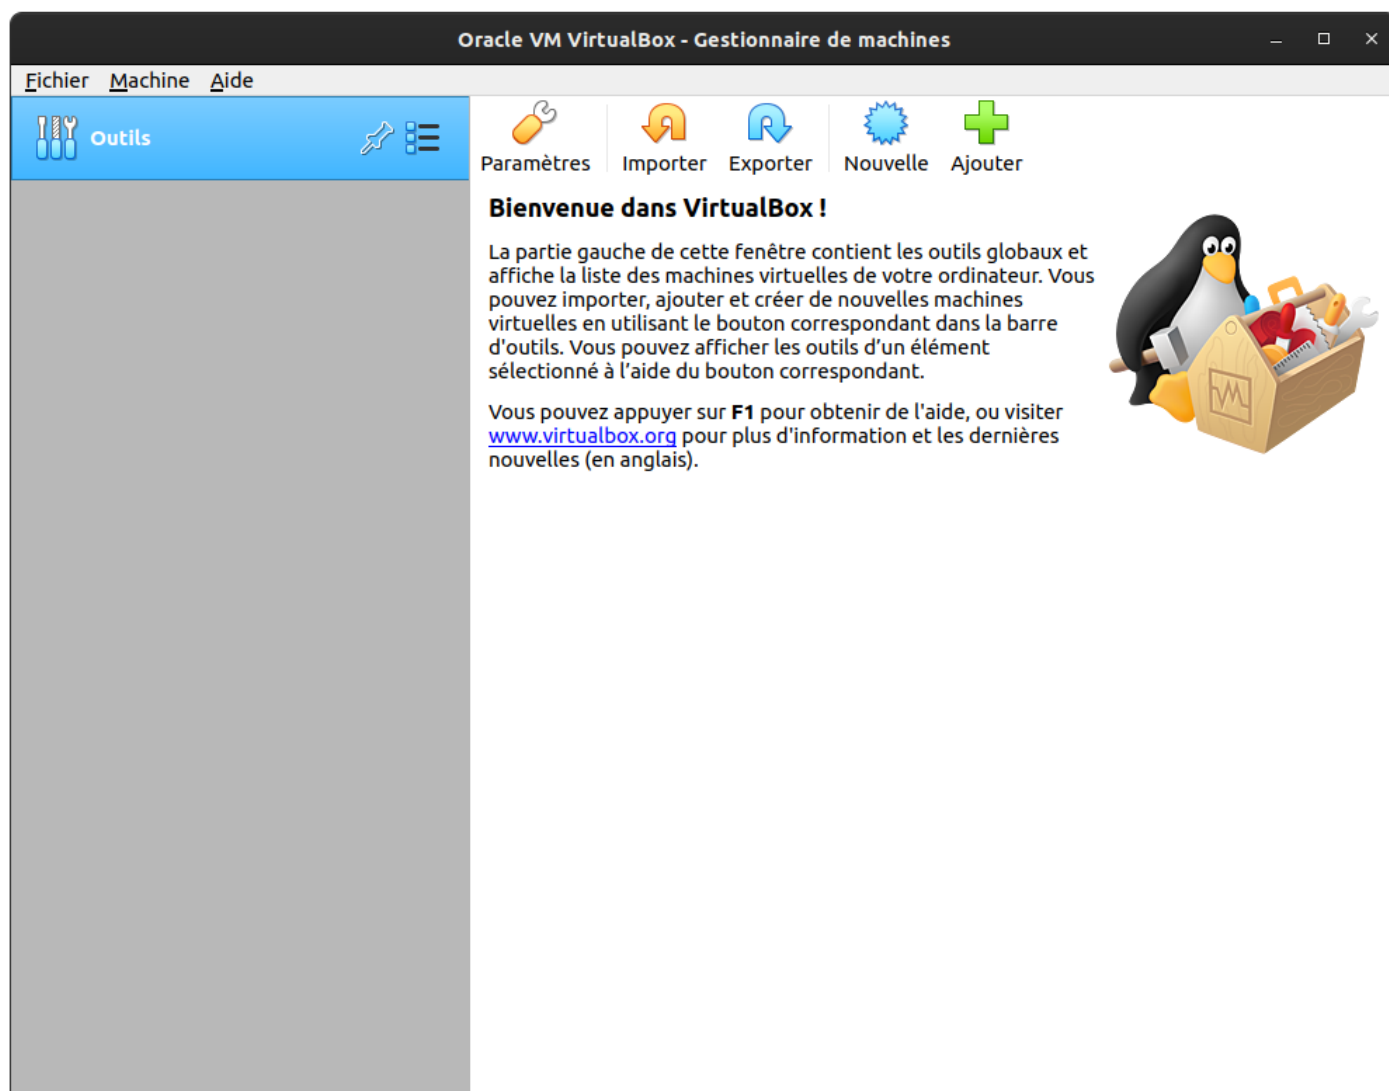 Oracle VM VirtualBox - Gestionnaire de machines
Fichier Machine Aide
Outils
Paramètres Importer Exporter Nouvelle Ajouter
Bienvenue dans VirtualBox !
La partie gauche de cette fenêtre contient les outils globaux et
affiche la liste des machines virtuelles de votre ordinateur. Vous
pouvez importer, ajouter et créer de nouvelles machines
virtuelles en utilisant le bouton correspondant dans la barre
d'outils. Vous pouvez afficher les outils d’un élément
sélectionné à l’aide du bouton correspondant.
Vous pouvez appuyer sur F1 pour obtenir de l'aide, ou visiter
www.virtualbox.org pour plus d'information et les dernières
nouvelles (en anglais).